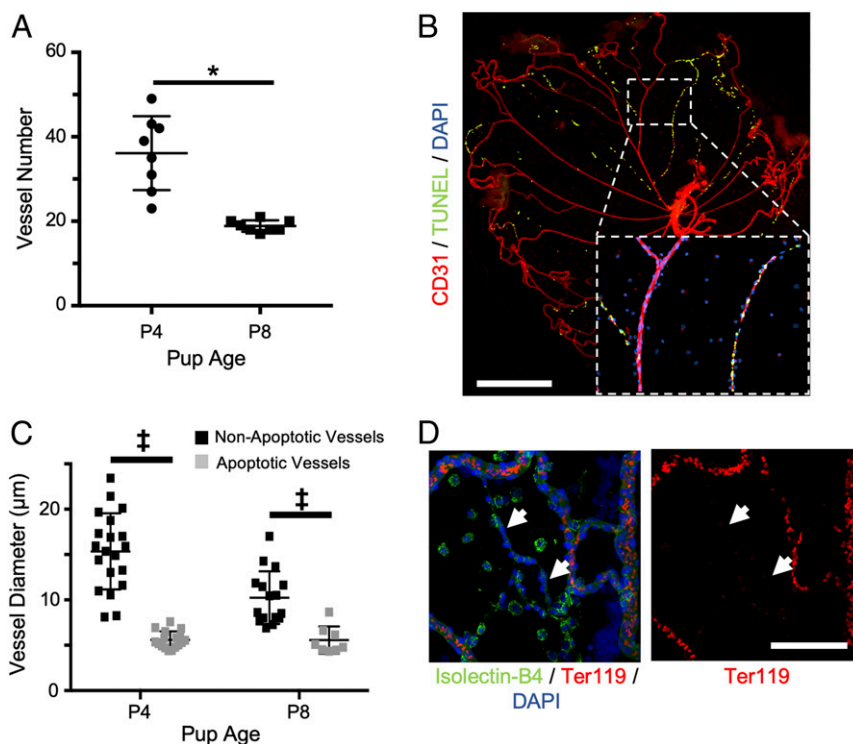 A
60
40
20
0
Vessel Number
*
P4
P8
Pup Age
B
CD31 / TUNEL / DAPI
C
Non-Apoptotic Vessels
Apoptotic Vessels
‡
‡
20
10
0
Vessel Diameter (µm)
P4
P8
Pup Age
D
Isolectin-B4 / Ter119 /
DAPI
Ter119